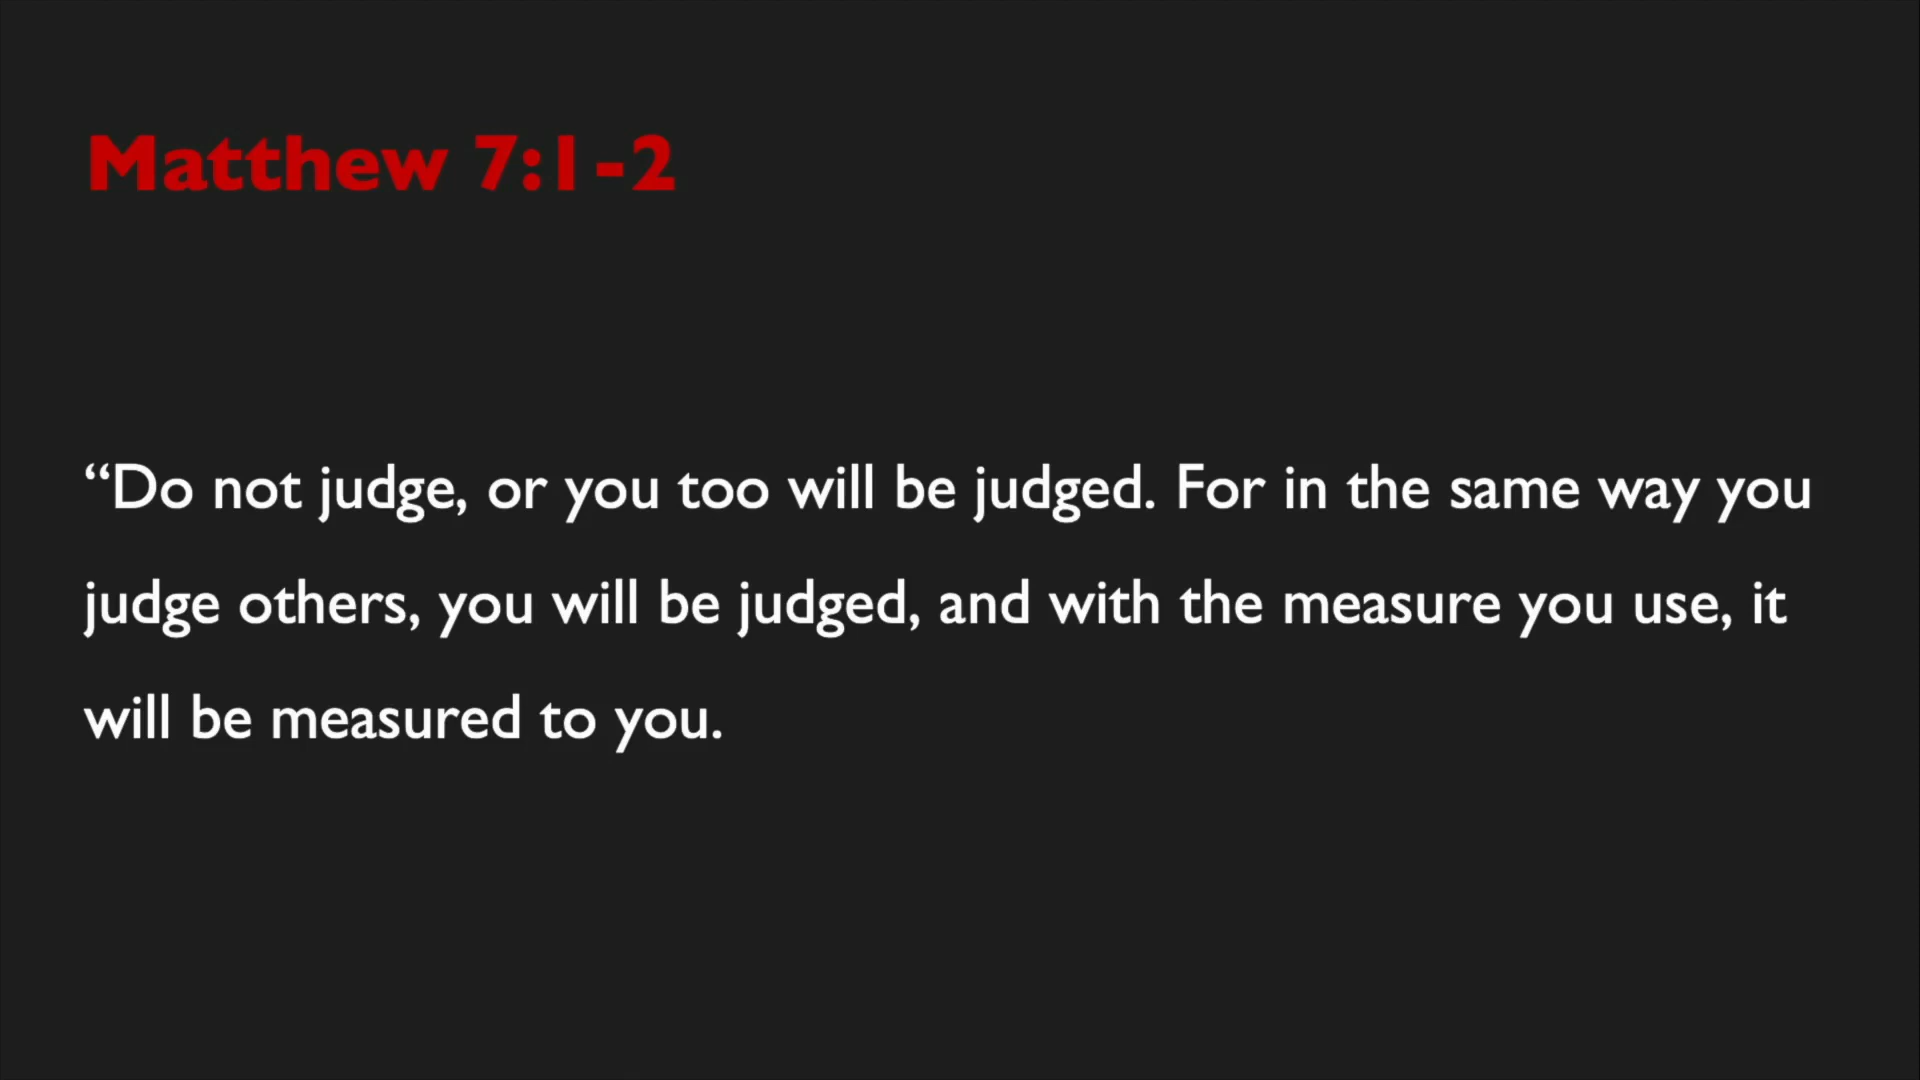 Matthew 7:1-2
“Do not judge, or you too will be judged. For in the same way you
judge others, you will be judged, and with the measure you use, it
will be measured to you.